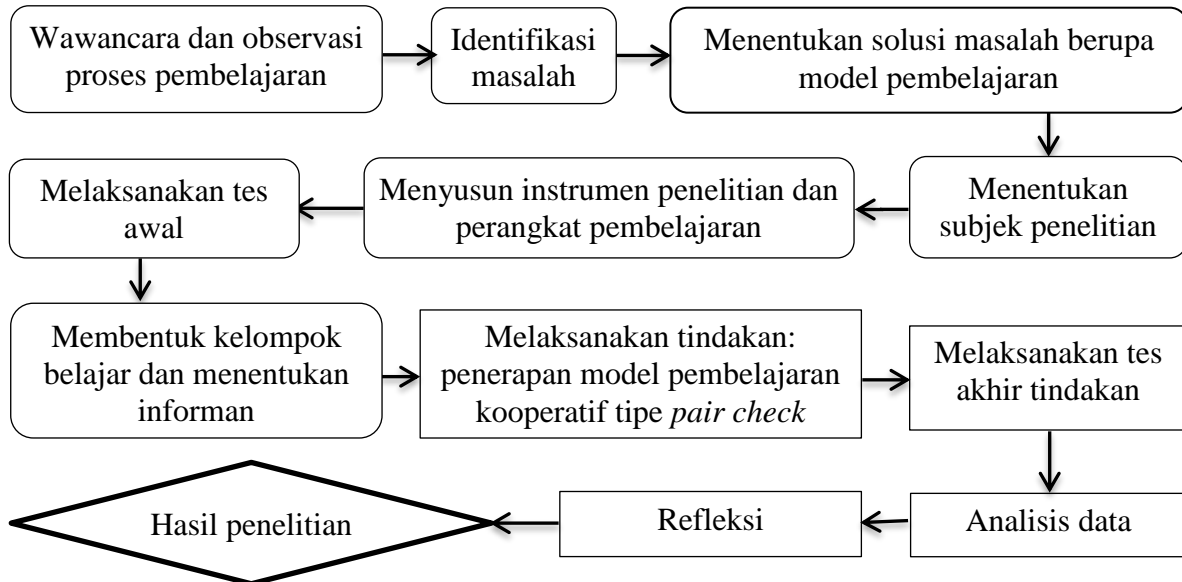 Wawancara dan observasi
proses pembelajaran
Identifikasi
masalah
Menentukan solusi masalah berupa
model pembelajaran
Menentukan
subjek penelitian
Menyusun instrumen penelitian dan
perangkat pembelajaran
Melaksanakan tes
awal
Membentuk kelompok
belajar dan menentukan
informan
Melaksanakan tindakan:
penerapan model pembelajaran
kooperatif tipe pair check
Melaksanakan tes
akhir tindakan
Analisis data
Refleksi
Hasil penelitian